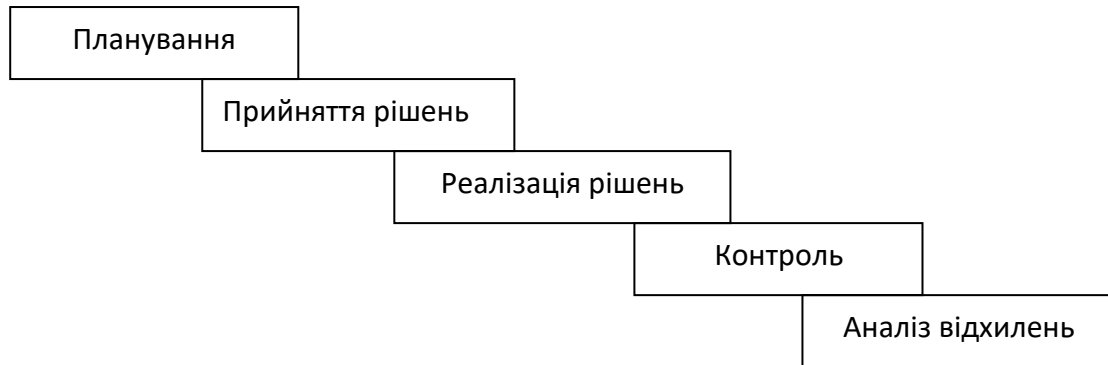 Планування
Прийняття рішень
Реалізація рішень
Контроль
Аналіз відхилень